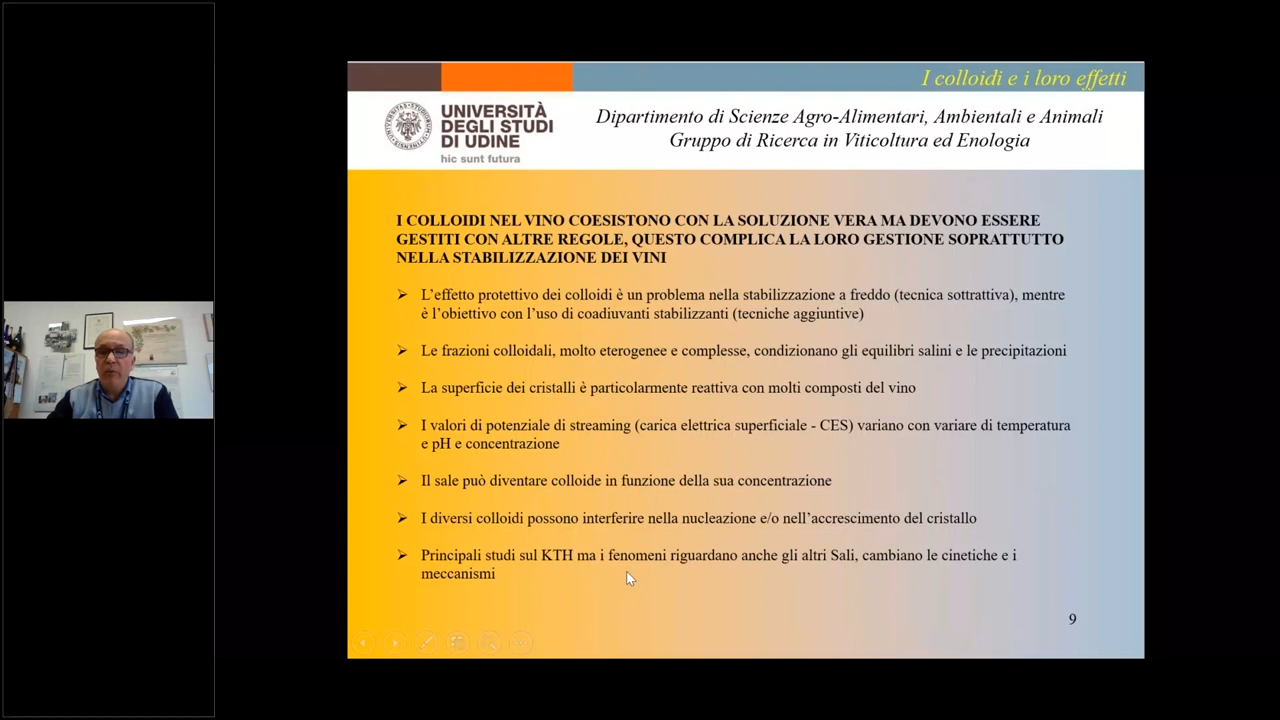 I colloidi e i loro effetti
UNIVERSITÀ
DEGLI STUDI
DI UDINE
hic sunt futura
Dipartimento di Scienze Agro-Alimentari, Ambientali e Animali
Gruppo di Ricerca in Viticoltura ed Enologia
I COLLOIDI NEL VINO COESISTONO CON LA SOLUZIONE VERA MA DEVONO ESSERE
GESTITI CON ALTRE REGOLE, QUESTO COMPLICA LA LORO GESTIONE SOPRATTUTTO
NELLA STABILIZZAZIONE DEI VINI
L'effetto protettivo dei colloidi è un problema nella stabilizzazione a freddo (tecnica sottrattiva), mentre
è l'obiettivo con l'uso di coadiuvanti stabilizzanti (tecniche aggiuntive)
Le frazioni colloidali, molto eterogenee e complesse, condizionano gli equilibri salini e le precipitazioni
La superficie dei cristalli è particolarmente reattiva con molti composti del vino
I valori di potenziale di streaming (carica elettrica superficiale - CES) variano con variare di temperatura
e pH e concentrazione
Il sale può diventare colloide in funzione della sua concentrazione
I diversi colloidi possono interferire nella nucleazione e/o nell'accrescimento del cristallo
Principali studi sul KTH ma i fenomeni riguardano anche gli altri Sali, cambiano le cinetiche e i
meccanismi
9